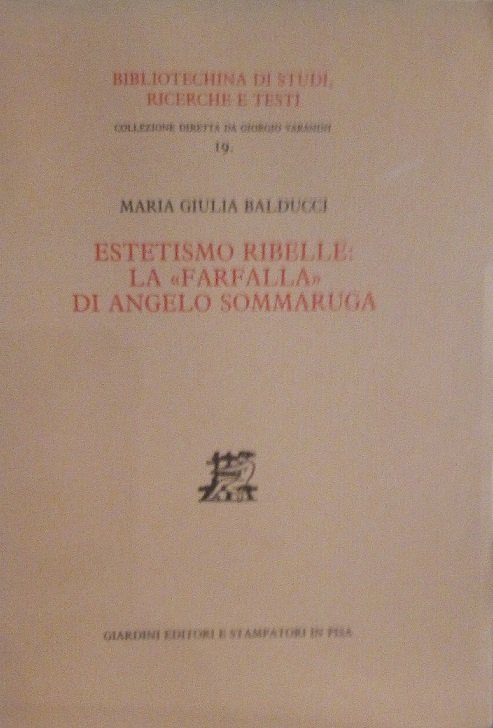 BIBLIOTECHINA DI STUDI,
RICERCHE E TESTI
COLLEZIONE DIRETTA DA GIORGIO VARANINI
19.
MARIA GIULIA BALDUCCI
ESTETISMO RIBELLE:
LA «FARFALLA»
DI ANGELO SOMMARUGA
GIARDINI EDITORI E STAMPATORI IN PISA